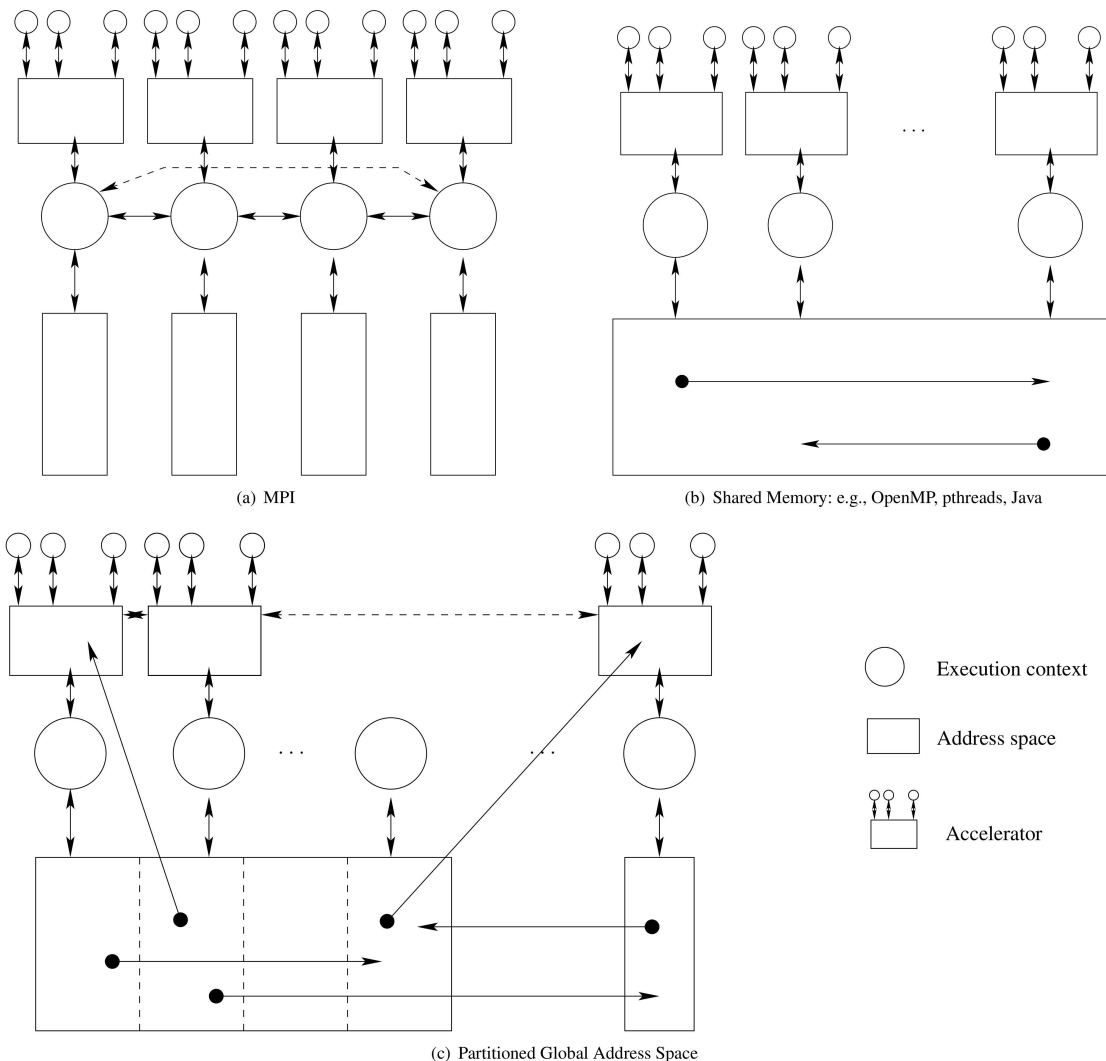 . . .
(a) MPI
(b) Shared Memory: e.g., OpenMP, pthreads, Java
Execution context
. . .
. . .
Address space
Accelerator
(c) Partitioned Global Address Space